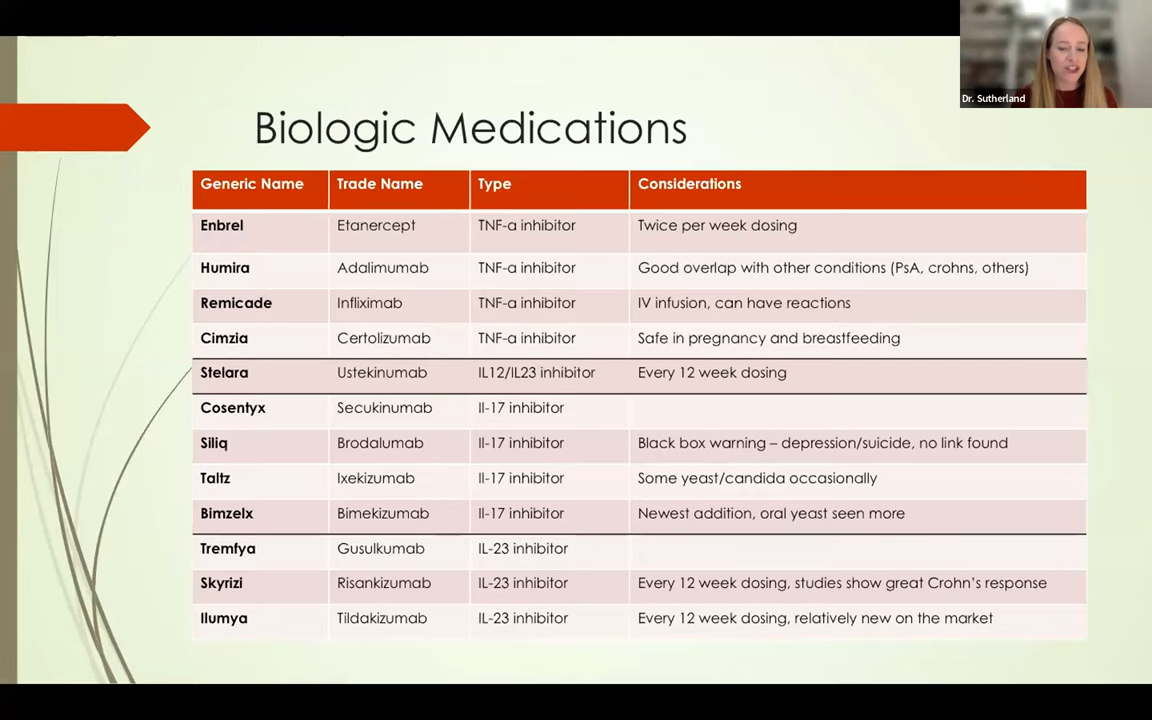 Dr. Sutherland
Biologic Medications
Generic Name Trade Name Type Considerations
Enbrel Etanercept TNF-a inhibitor Twice per week dosing
Humira Adalimumab TNF-a inhibitor Good overlap with other conditions (PsA, crohns, others)
Remicade Infliximab TNF-a inhibitor IV infusion, can have reactions
Cimzia Certolizumab TNF-a inhibitor Safe in pregnancy and breastfeeding
Stelara Ustekinumab IL12/IL23 inhibitor Every 12 week dosing
Cosentyx Secukinumab Il-17 inhibitor
Siliq Brodalumab Il-17 inhibitor Black box warning – depression/suicide, no link found
Taltz Ixekizumab Il-17 inhibitor Some yeast/candida occasionally
Bimzelx Bimekizumab Il-17 inhibitor Newest addition, oral yeast seen more
Tremfya Gusulkumab IL-23 inhibitor
Skyrizi Risankizumab IL-23 inhibitor Every 12 week dosing, studies show great Crohn's response
Ilumya Tildakizumab IL-23 inhibitor Every 12 week dosing, relatively new on the market